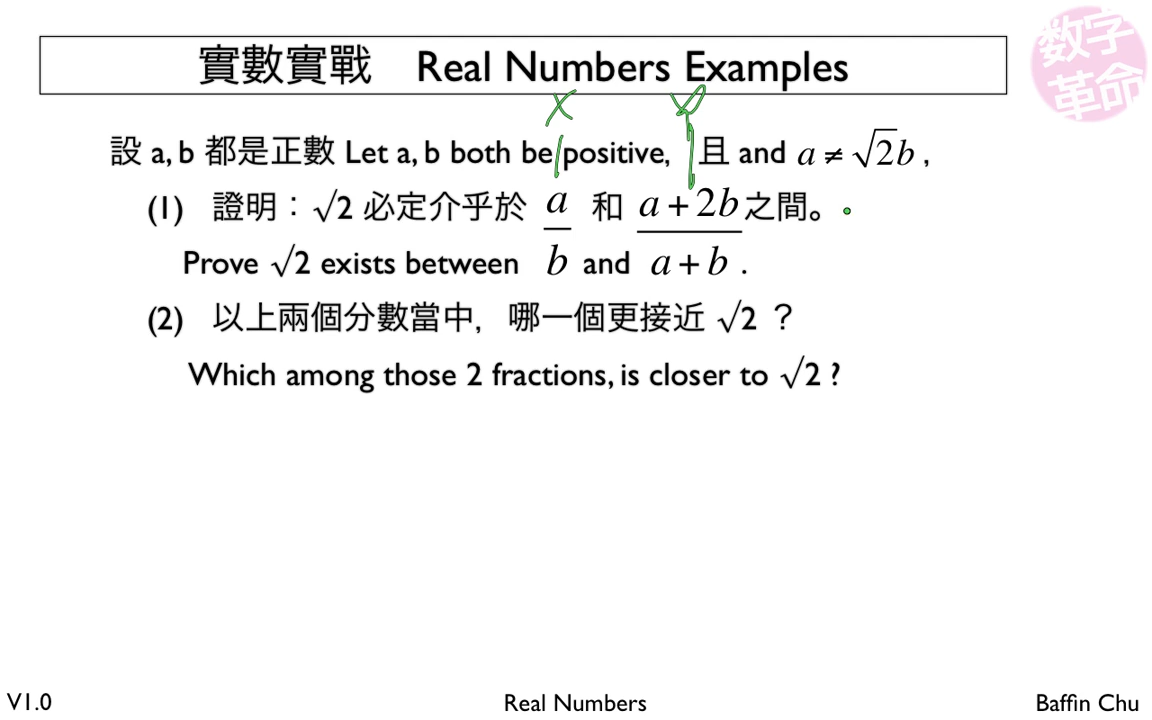 數字
革命
實數實戰 Real Numbers Examples
x y
設 a, b 都是正數 Let a, b both be positive, 且 and a ≠ √2b ,
(1) 證明：√2 必定介乎於 a/b 和 (a+2b)/(a+b) 之間。
Prove √2 exists between a/b and (a+2b)/(a+b) .
(2) 以上兩個分數當中，哪一個更接近 √2 ？
Which among those 2 fractions, is closer to √2 ?
V1.0 Real Numbers Baffin Chu